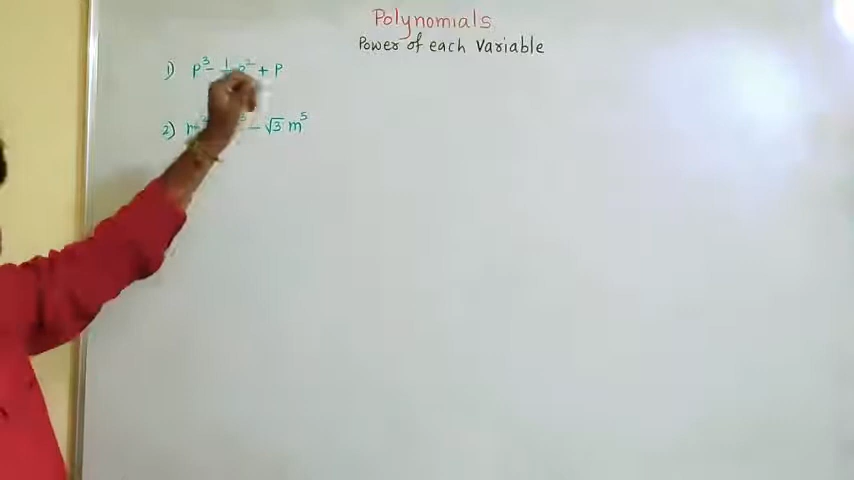 Polynomials
Power of each Variable
1) p³ - 1 p² + p
2) - √3 m⁵